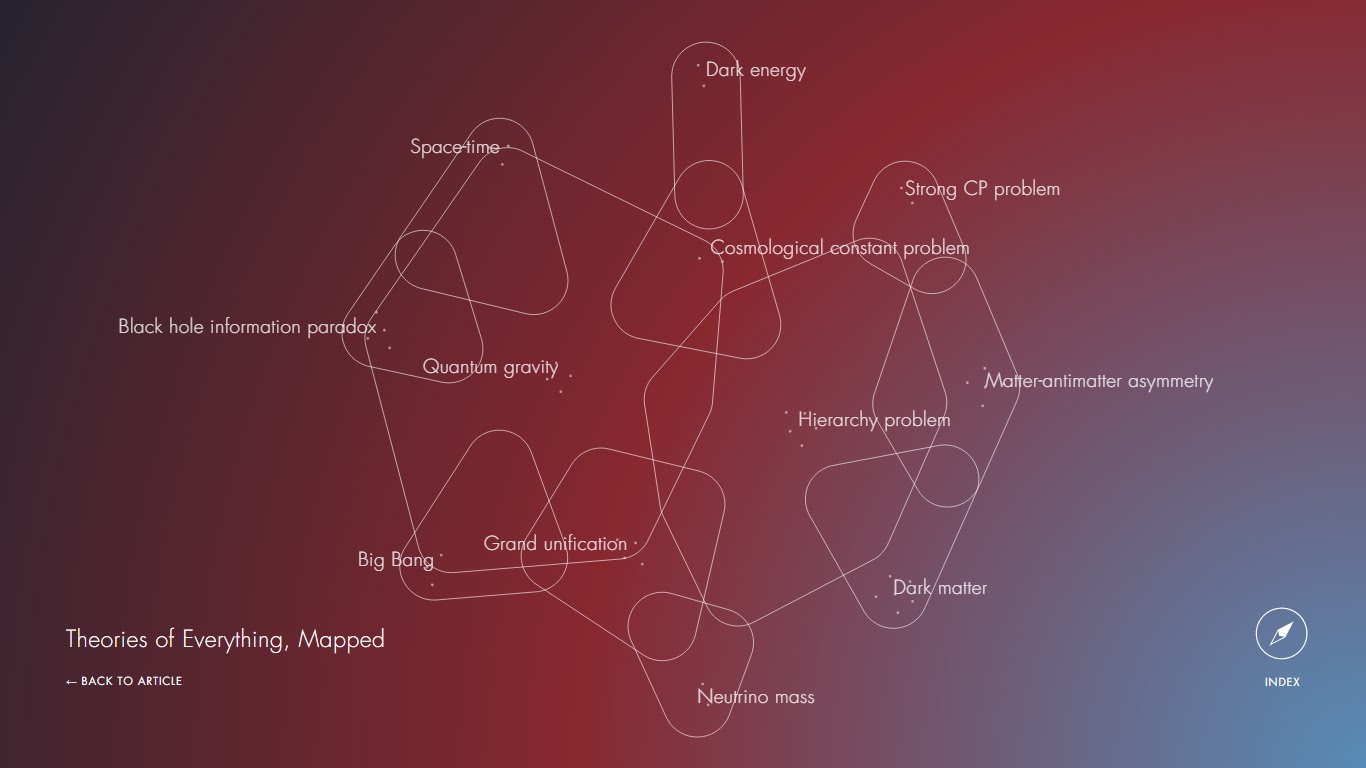 Dark energy
Space-time
Strong CP problem
Cosmological constant problem
Black hole information paradox
Quantum gravity
Matter-antimatter asymmetry
Hierarchy problem
Grand unification
Big Bang
Dark matter
Theories of Everything, Mapped
← BACK TO ARTICLE
INDEX
Neutrino mass